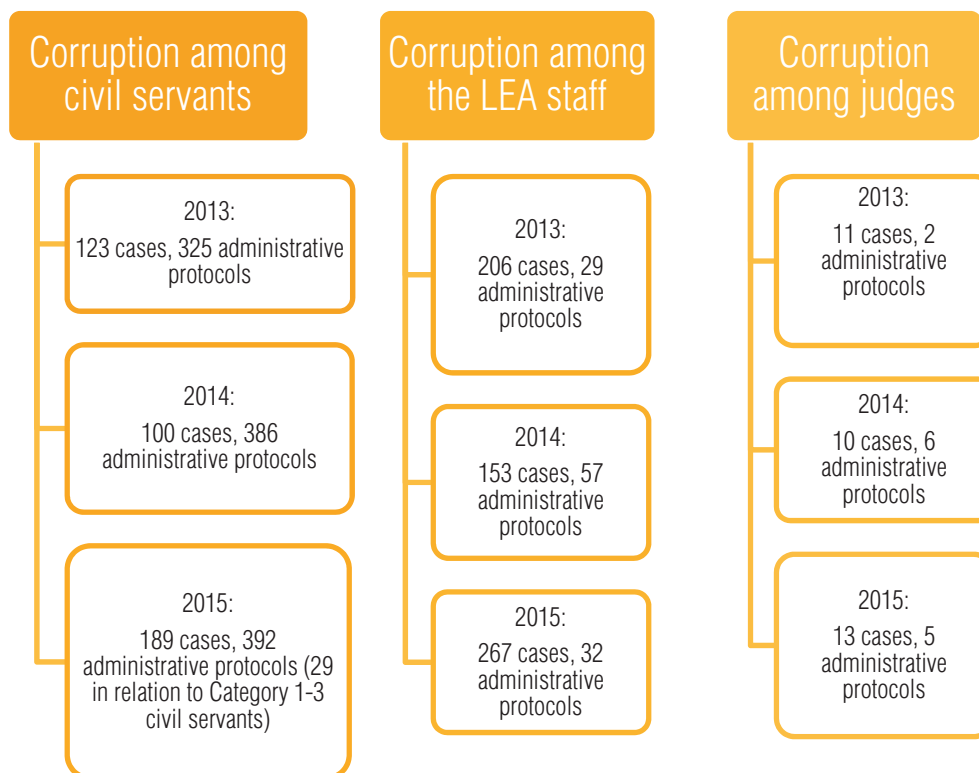 Corruption among
civil servants
2013:
123 cases, 325 administrative
protocols
2014:
100 cases, 386
administrative protocols
2015:
189 cases, 392
administrative protocols (29
in relation to Category 1-3
civil servants)
Corruption among
the LEA staff
2013:
206 cases, 29
administrative
protocols
2014:
153 cases, 57
administrative
protocols
2015:
267 cases, 32
administrative
protocols
Corruption
among judges
2013:
11 cases, 2
administrative
protocols
2014:
10 cases, 6
administrative
protocols
2015:
13 cases, 5
administrative
protocols